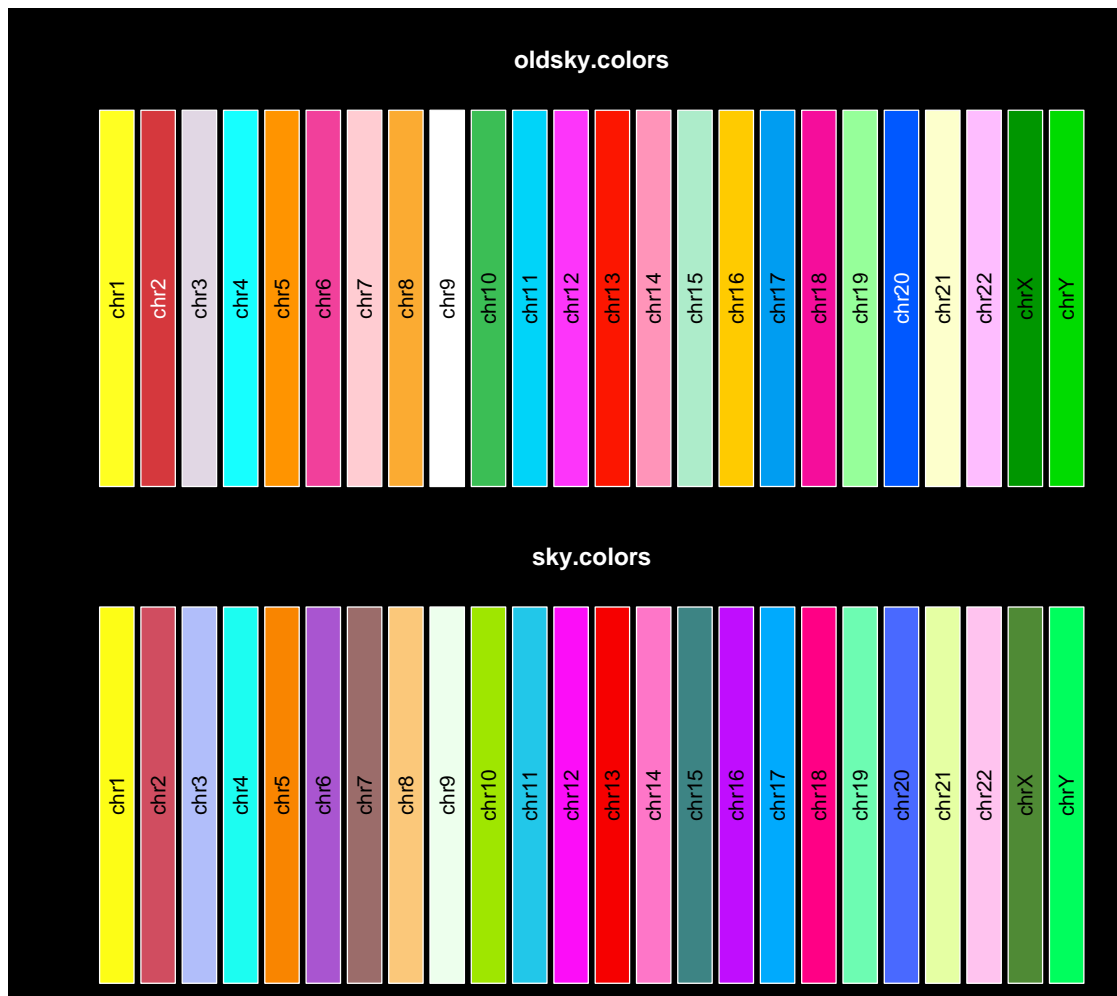 oldsky.colors
chr1
chr2
chr3
chr4
chr5
chr6
chr7
chr8
chr9
chr10
chr11
chr12
chr13
chr14
chr15
chr16
chr17
chr18
chr19
chr20
chr21
chr22
chrX
chrY
sky.colors
chr1
chr2
chr3
chr4
chr5
chr6
chr7
chr8
chr9
chr10
chr11
chr12
chr13
chr14
chr15
chr16
chr17
chr18
chr19
chr20
chr21
chr22
chrX
chrY